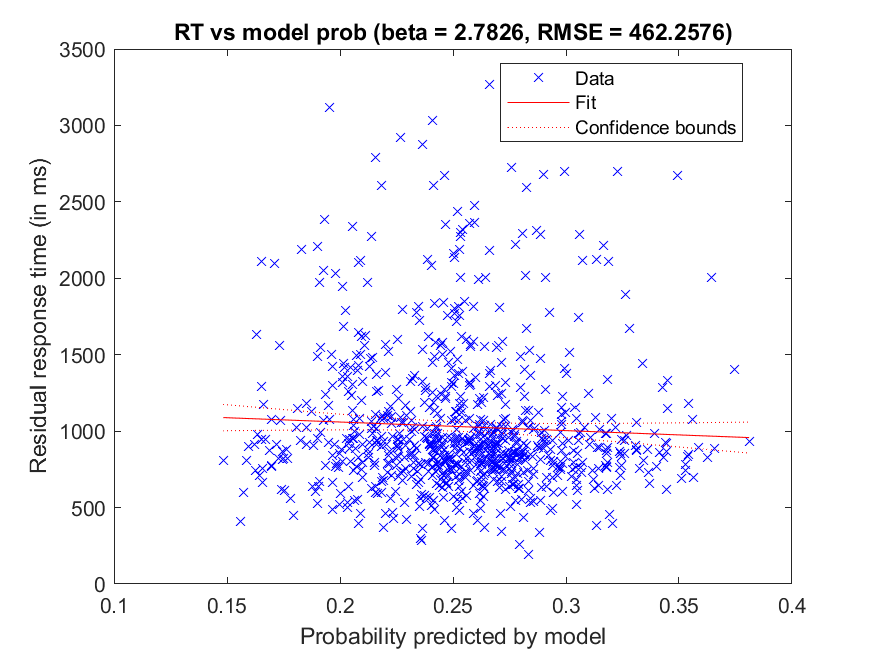 RT vs model prob (beta = 2.7826, RMSE = 462.2576)
Data
Fit
Confidence bounds
Residual response time (in ms)
3500
3000
2500
2000
1500
1000
500
0
0.1
0.15
0.2
0.25
0.3
0.35
0.4
Probability predicted by model